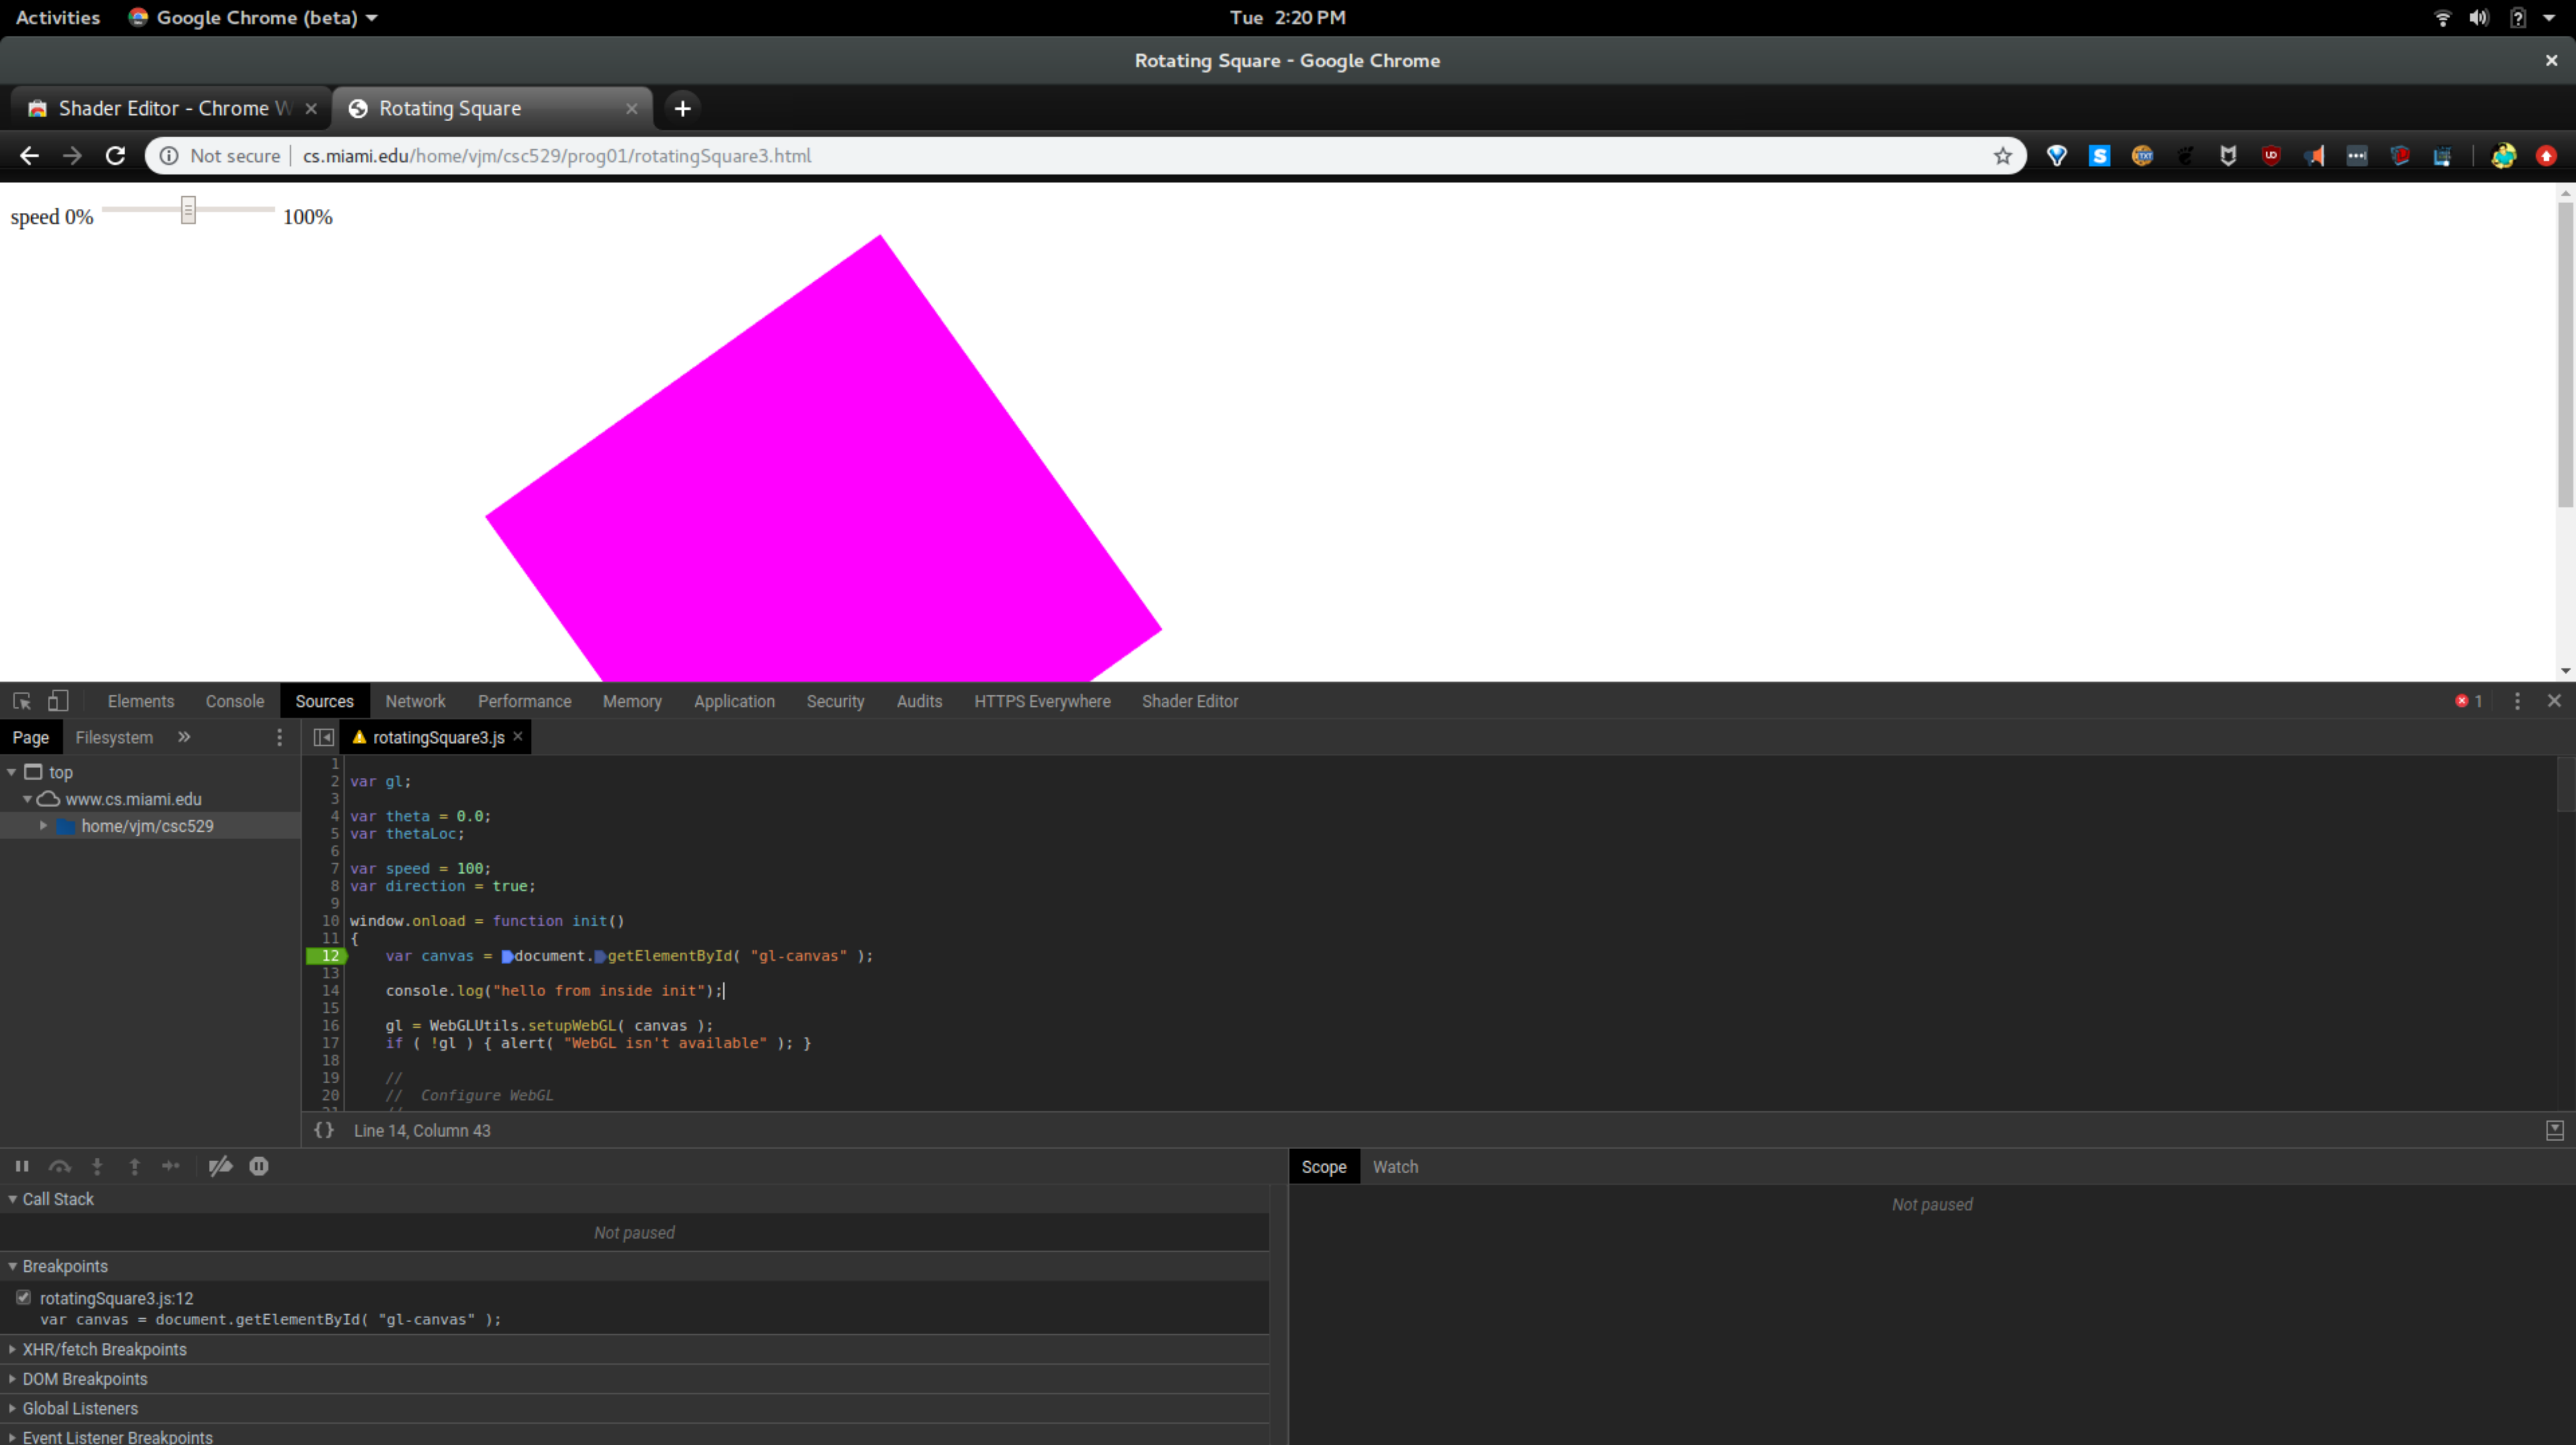 Activities Google Chrome (beta) Tue 2:20 PM
Rotating Square - Google Chrome
Shader Editor - Chrome W Rotating Square
Not secure cs.miami.edu/home/vjm/csc529/prog01/rotatingSquare3.html
speed 0% 100%
Elements Console Sources Network Performance Memory Application Security Audits HTTPS Everywhere Shader Editor 1
Page Filesystem » rotatingSquare3.js
top
www.cs.miami.edu
home/vjm/csc529
1
2 var gl;
3
4 var theta = 0.0;
5 var thetaLoc;
6
7 var speed = 100;
8 var direction = true;
9
10 window.onload = function init()
11 {
12 var canvas = document.getElementById( "gl-canvas" );
13
14 console.log("hello from inside init");
15
16 gl = WebGLUtils.setupWebGL( canvas );
17 if ( !gl ) { alert( "WebGL isn't available" ); }
18
19 //
20 // Configure WebGL
21 //
{} Line 14, Column 43
Scope Watch
Call Stack
Not paused
Not paused
Breakpoints
rotatingSquare3.js:12
var canvas = document.getElementById( "gl-canvas" );
XHR/fetch Breakpoints
DOM Breakpoints
Global Listeners
Event Listener Breakpoints